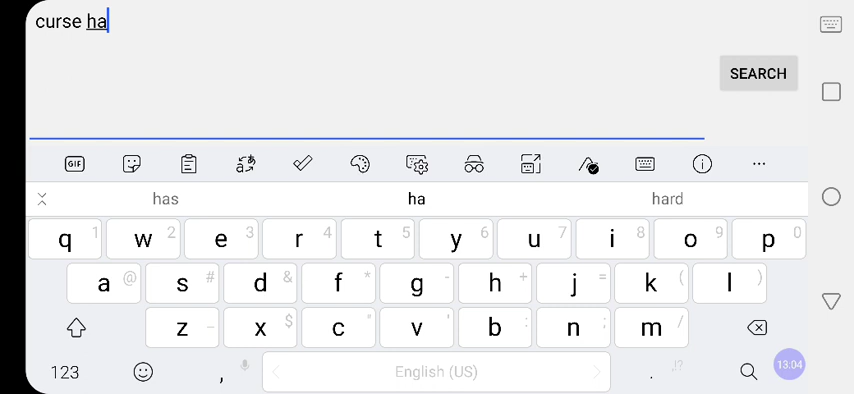 curse ha
SEARCH
GIF
has ha hard
q 1 w 2 e 3 r 4 t 5 y 6 u 7 i 8 o 9 p 0
a @ s # d & f * g - h + j = k ( l )
z _ x $ c " v ' b : n ; m /
123 , English (US) . ,!? 13:04